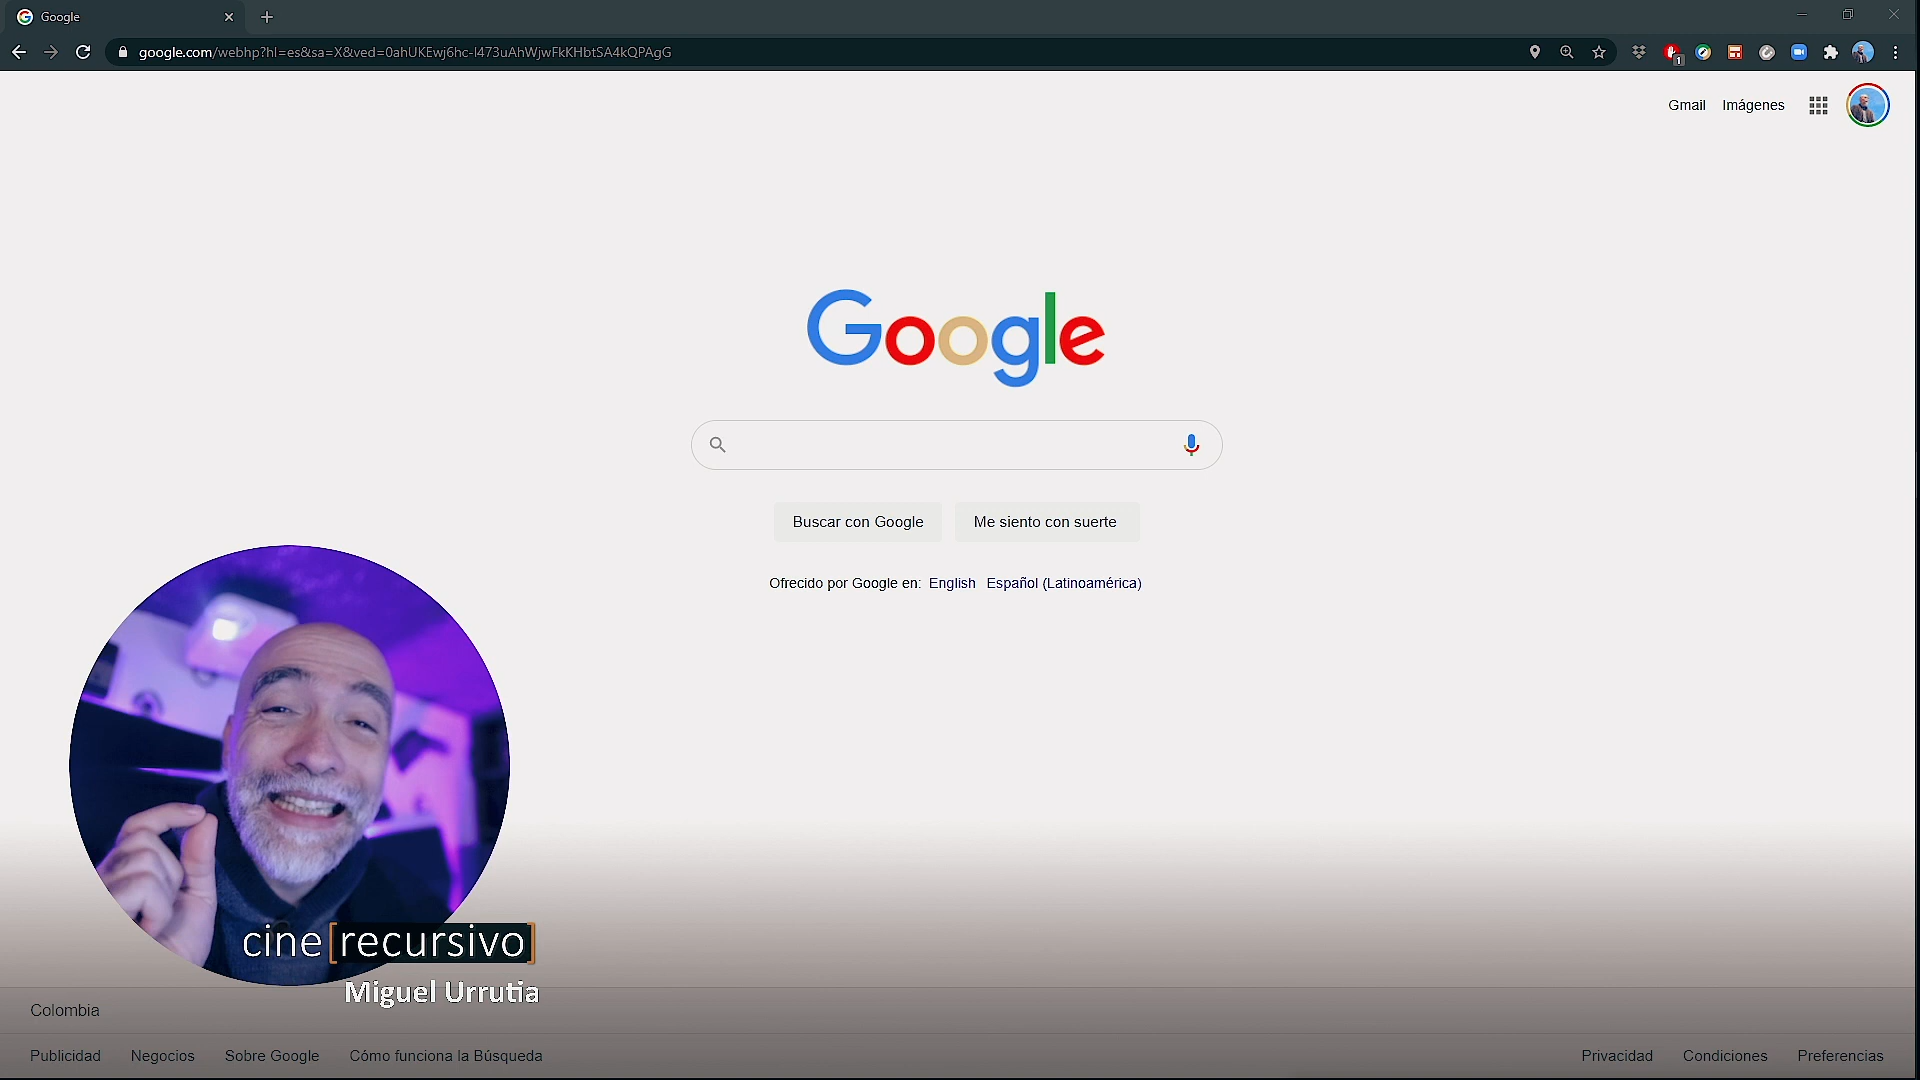 Google
google.com/webhp?hl=es&sa=X&ved=0ahUKEwj6hc-l473uAhWjwFkKHbtSA4kQPAgG
1
Gmail Imágenes
Google
Buscar con Google Me siento con suerte
Ofrecido por Google en: English Español (Latinoamérica)
cine[recursivo]
Miguel Urrutia
Colombia
Publicidad Negocios Sobre Google Cómo funciona la Búsqueda Privacidad Condiciones Preferencias